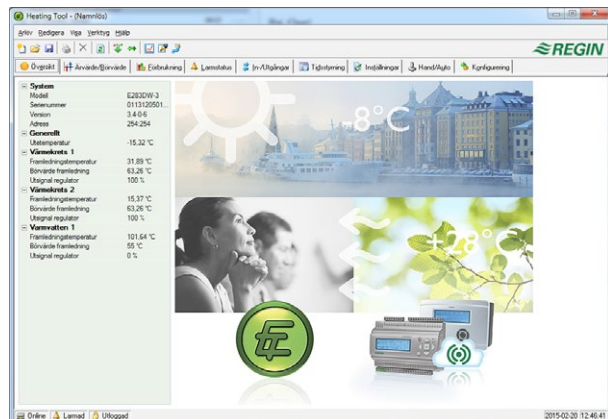 Heating Tool - (Namnlös)
Arkiv Redigera Visa Verktyg Hjälp
REGIN
Översikt Ärvärde/Börvärde Förbrukning Larmstatus In-/Utgångar Tidsstyrning Inställningar Hand/Auto Konfigurering
System
Modell E283DW-3
Serienummer 0113120501...
Version 3.4-0-6
Adress 254:254
Generellt
Utetemperatur -15,32 °C
Värmekrets 1
Framledningstemperatur 31,89 °C
Börvärde framledning 63,26 °C
Utsignal regulator 100 %
Värmekrets 2
Framledningstemperatur 15,37 °C
Börvärde framledning 63,26 °C
Utsignal regulator 100 %
Varmvatten 1
Framledningstemperatur 101,64 °C
Börvärde framledning 55 °C
Utsignal regulator 0 %
-8°C
+28°C
Online Larmad Utloggad 2015-02-20 12:46:41